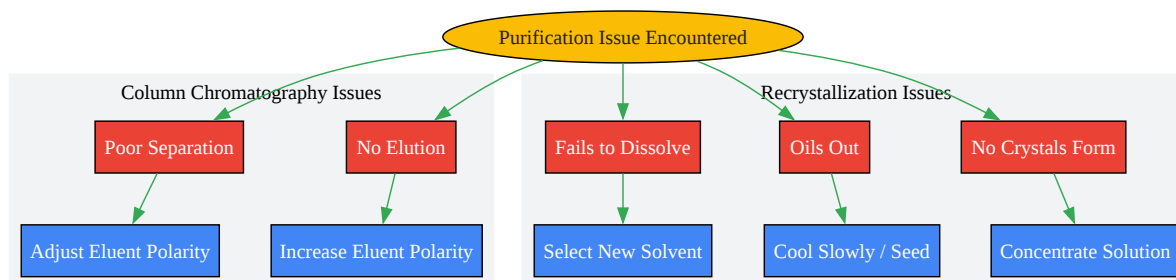 Purification Issue Encountered
Column Chromatography Issues
Recrystallization Issues
Poor Separation
No Elution
Fails to Dissolve
Oils Out
No Crystals Form
Adjust Eluent Polarity
Increase Eluent Polarity
Select New Solvent
Cool Slowly / Seed
Concentrate Solution